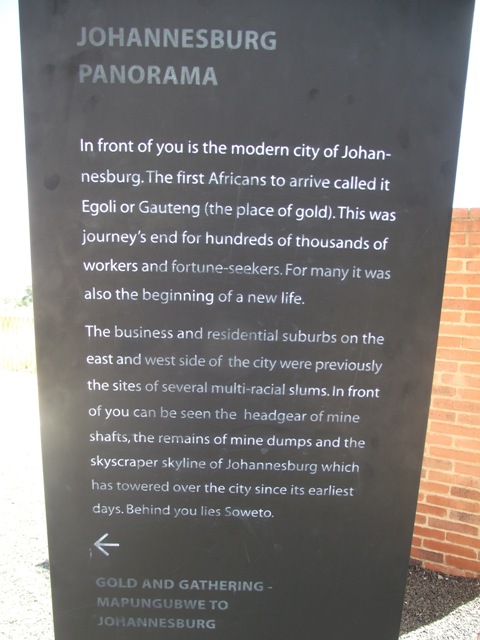 JOHANNESBURG
PANORAMA
In front of you is the modern city of Johan-
nesburg. The first Africans to arrive called it
Egoli or Gauteng (the place of gold). This was
journey's end for hundreds of thousands of
workers and fortune-seekers. For many it was
also the beginning of a new life.
The business and residential suburbs on the
east and west side of the city were previously
the sites of several multi-racial slums. In front
of you can be seen the headgear of mine
shafts, the remains of mine dumps and the
skyscraper skyline of Johannesburg which
has towered over the city since its earliest
days. Behind you lies Soweto.
GOLD AND GATHERING -
MAPUNGUBWE TO
JOHANNESBURG